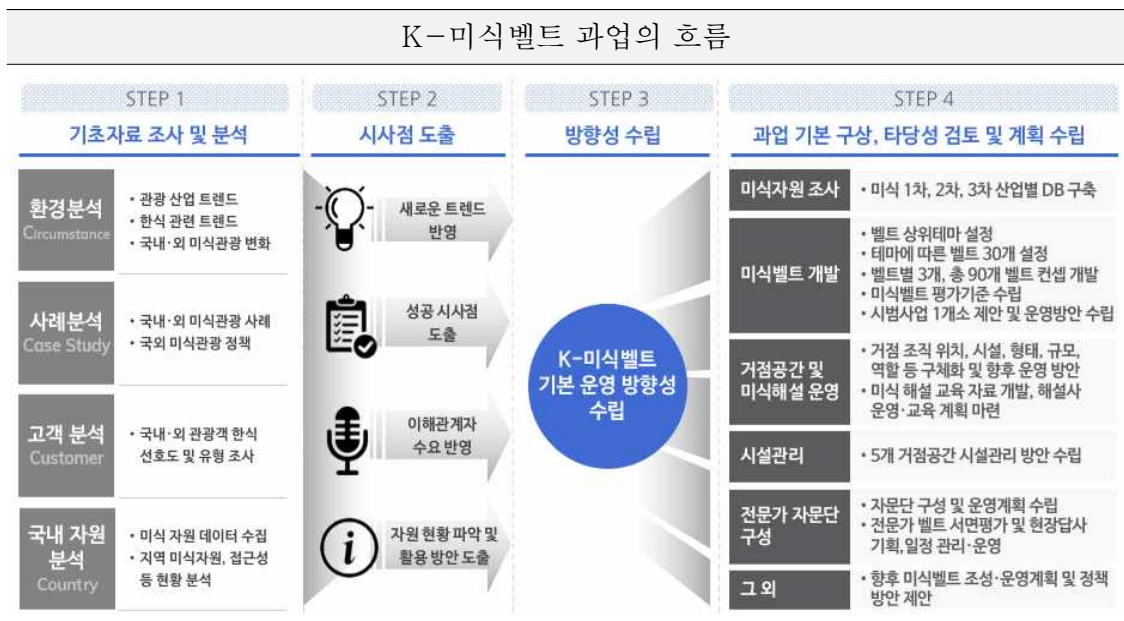 K-미식벨트 과업의 흐름
STEP 1
기초자료 조사 및 분석
환경분석
Circumstance
• 관광 산업 트렌드
• 한식 관련 트렌드
• 국내·외 미식관광 변화
사례분석
Case Study
• 국내·외 미식관광 사례
• 국외 미식관광 정책
고객 분석
Customer
• 국내·외 관광객 한식
선호도 및 유형 조사
국내 자원
분석
Country
• 미식 자원 데이터 수집
• 지역 미식자원, 접근성
등 현황 분석
STEP 2
시사점 도출
새로운 트렌드
반영
성공 시사점
도출
이해관계자
수요 반영
자원 현황 파악 및
활용 방안 도출
STEP 3
방향성 수립
K-미식벨트
기본 운영 방향성
수립
STEP 4
과업 기본 구상, 타당성 검토 및 계획 수립
미식자원 조사
• 미식 1차, 2차, 3차 산업별 DB 구축
미식벨트 개발
• 벨트 상위테마 설정
• 테마에 따른 벨트 30개 설정
• 벨트별 3개, 총 90개 벨트 컨셉 개발
• 미식벨트 평가기준 수립
• 시범사업 1개소 제안 및 운영방안 수립
거점공간 및
미식해설 운영
• 거점 조직 위치, 시설, 형태, 규모,
역할 등 구체화 및 향후 운영 방안
• 미식 해설 교육 자료 개발, 해설사
운영·교육 계획 마련
시설관리
• 5개 거점공간 시설관리 방안 수립
전문가 자문단
구성
• 자문단 구성 및 운영계획 수립
• 전문가 벨트 서면평가 및 현장답사
기획,일정 관리·운영
그 외
• 향후 미식벨트 조성·운영계획 및 정책
방안 제안